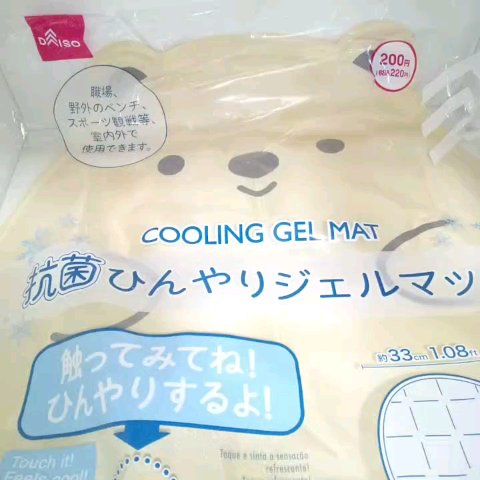 DAISO
200円
(税込220円)
職場、
野外のベンチ、
スポーツ観戦等、
室内外で
使用できます。
COOLING GEL MAT
抗菌ひんやりジェルマッ
触ってみてね!
ひんやりするよ!
約33cm 1.08ft
Touch it!
Feels cool!
Toque e sinta a sensação
refrescante!